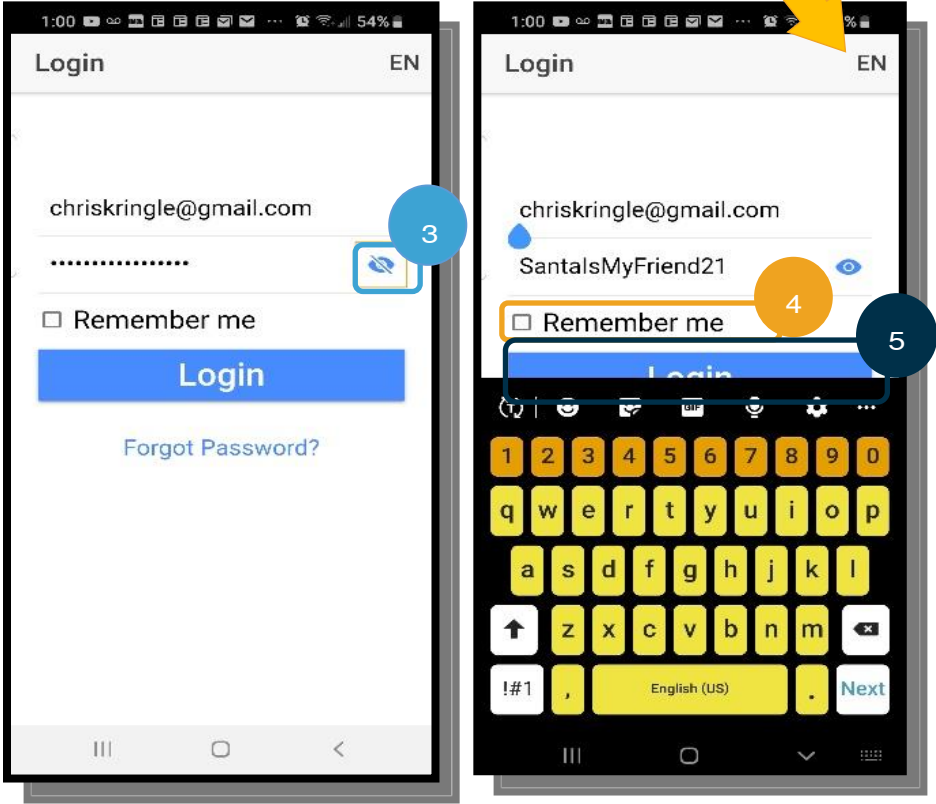 1:00 54%
Login EN
chriskringle@gmail.com
3
•••••••••••••••••
Remember me
Login
Forgot Password?
1:00 %
Login EN
chriskringle@gmail.com
SantaIsMyFriend21
4
Remember me
5
Login
T GIF
1 2 3 4 5 6 7 8 9 0
q w e r t y u i o p
a s d f g h j k l
z x c v b n m
!#1 , English (US) . Next